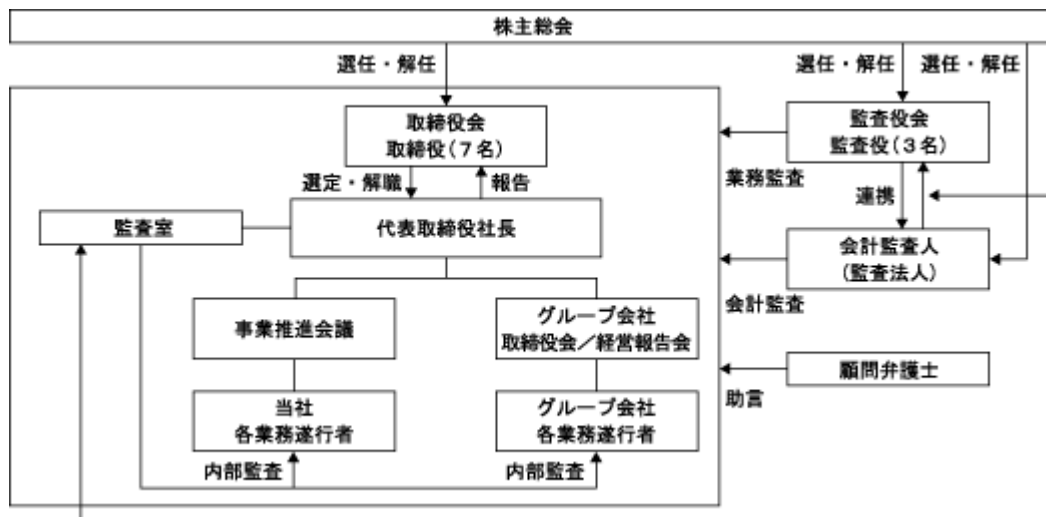 株主総会
選任・解任
選任・解任
選任・解任
取締役会
取締役(7名)
監査役会
監査役(3名)
選定・解職
報告
業務監査
連携
監査室
代表取締役社長
会計監査人
(監査法人)
会計監査
事業推進会議
グループ会社
取締役会/経営報告会
顧問弁護士
助言
当社
各業務遂行者
グループ会社
各業務遂行者
内部監査
内部監査